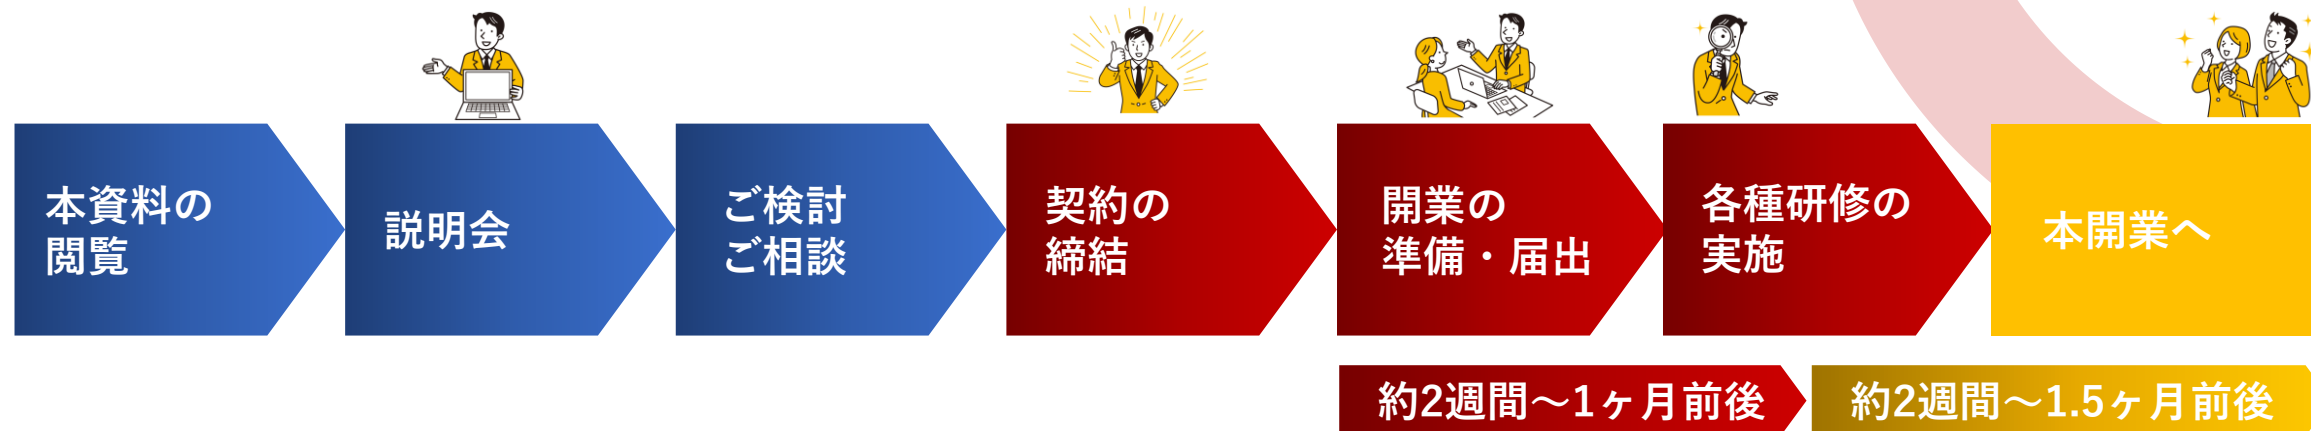 本資料の
閲覧
説明会
ご検討
ご相談
契約の
締結
開業の
準備・届出
各種研修の
実施
本開業へ
約2週間～1ヶ月前後
約2週間～1.5ヶ月前後